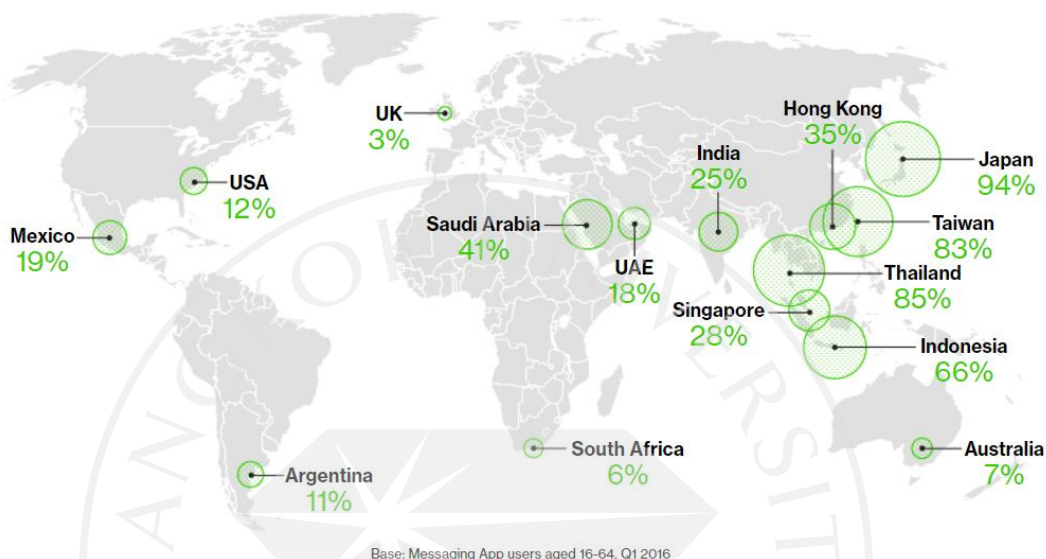 UK
3%
USA
12%
Mexico
19%
Saudi Arabia
41%
UAE
18%
India
25%
Hong Kong
35%
Japan
94%
Taiwan
83%
Thailand
85%
Singapore
28%
Indonesia
66%
South Africa
6%
Australia
7%
Argentina
11%
Base: Messaging App users aged 16-64, Q1 2016